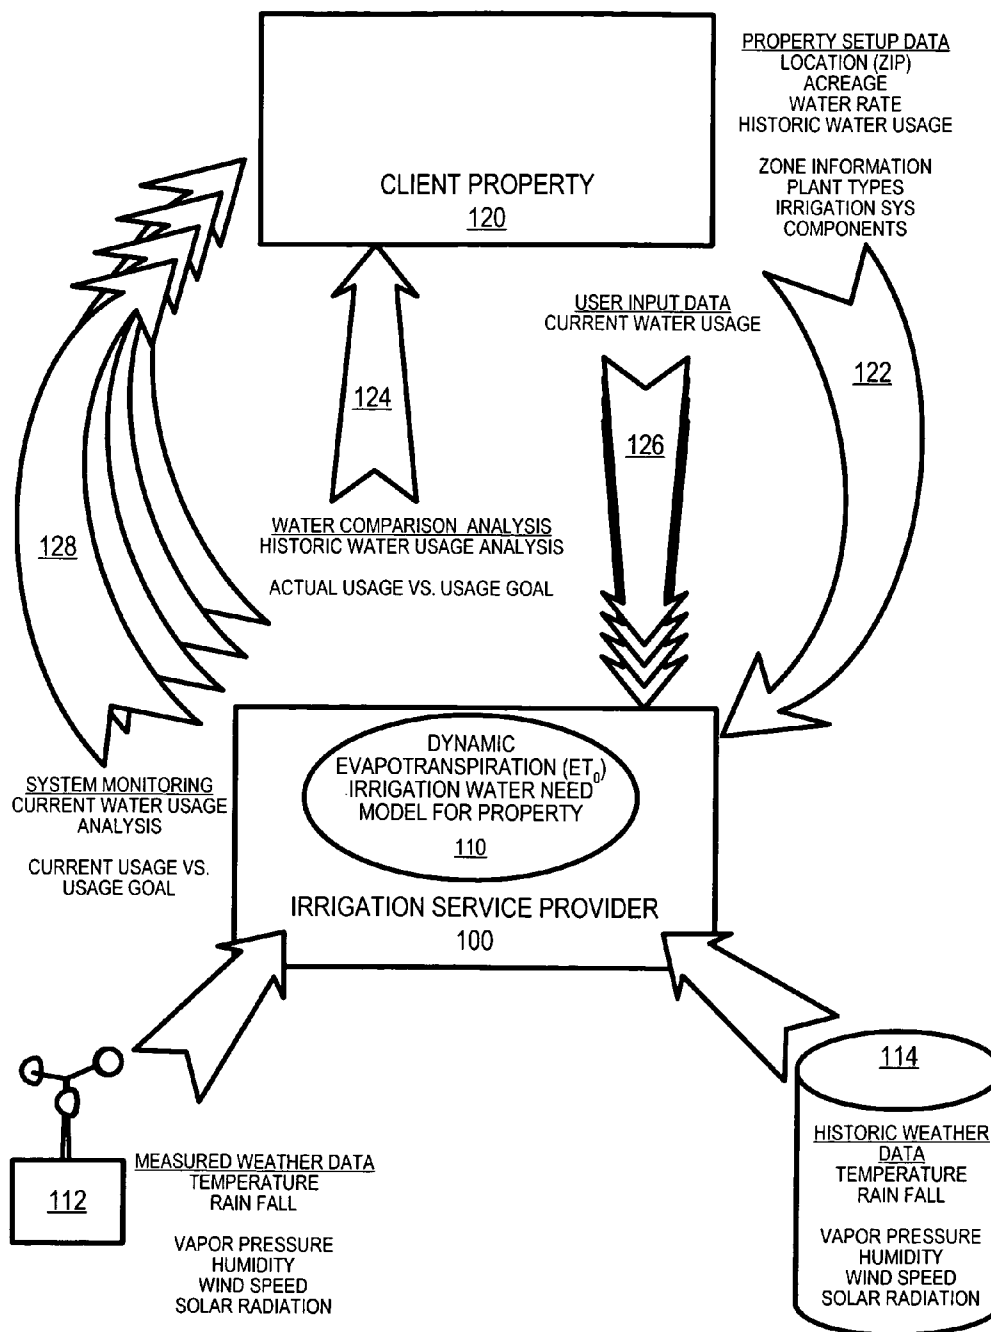 PROPERTY SETUP DATA
LOCATION (ZIP)
ACREAGE
WATER RATE
HISTORIC WATER USAGE
ZONE INFORMATION
PLANT TYPES
IRRIGATION SYS
COMPONENTS
CLIENT PROPERTY
120
USER INPUT DATA
CURRENT WATER USAGE
122
124
126
128
WATER COMPARISON ANALYSIS
HISTORIC WATER USAGE ANALYSIS
ACTUAL USAGE VS. USAGE GOAL
DYNAMIC
EVAPOTRANSPIRATION (ET0)
IRRIGATION WATER NEED
MODEL FOR PROPERTY
110
IRRIGATION SERVICE PROVIDER
100
SYSTEM MONITORING
CURRENT WATER USAGE
ANALYSIS
CURRENT USAGE VS.
USAGE GOAL
112
MEASURED WEATHER DATA
TEMPERATURE
RAIN FALL
VAPOR PRESSURE
HUMIDITY
WIND SPEED
SOLAR RADIATION
114
HISTORIC WEATHER
DATA
TEMPERATURE
RAIN FALL
VAPOR PRESSURE
HUMIDITY
WIND SPEED
SOLAR RADIATION